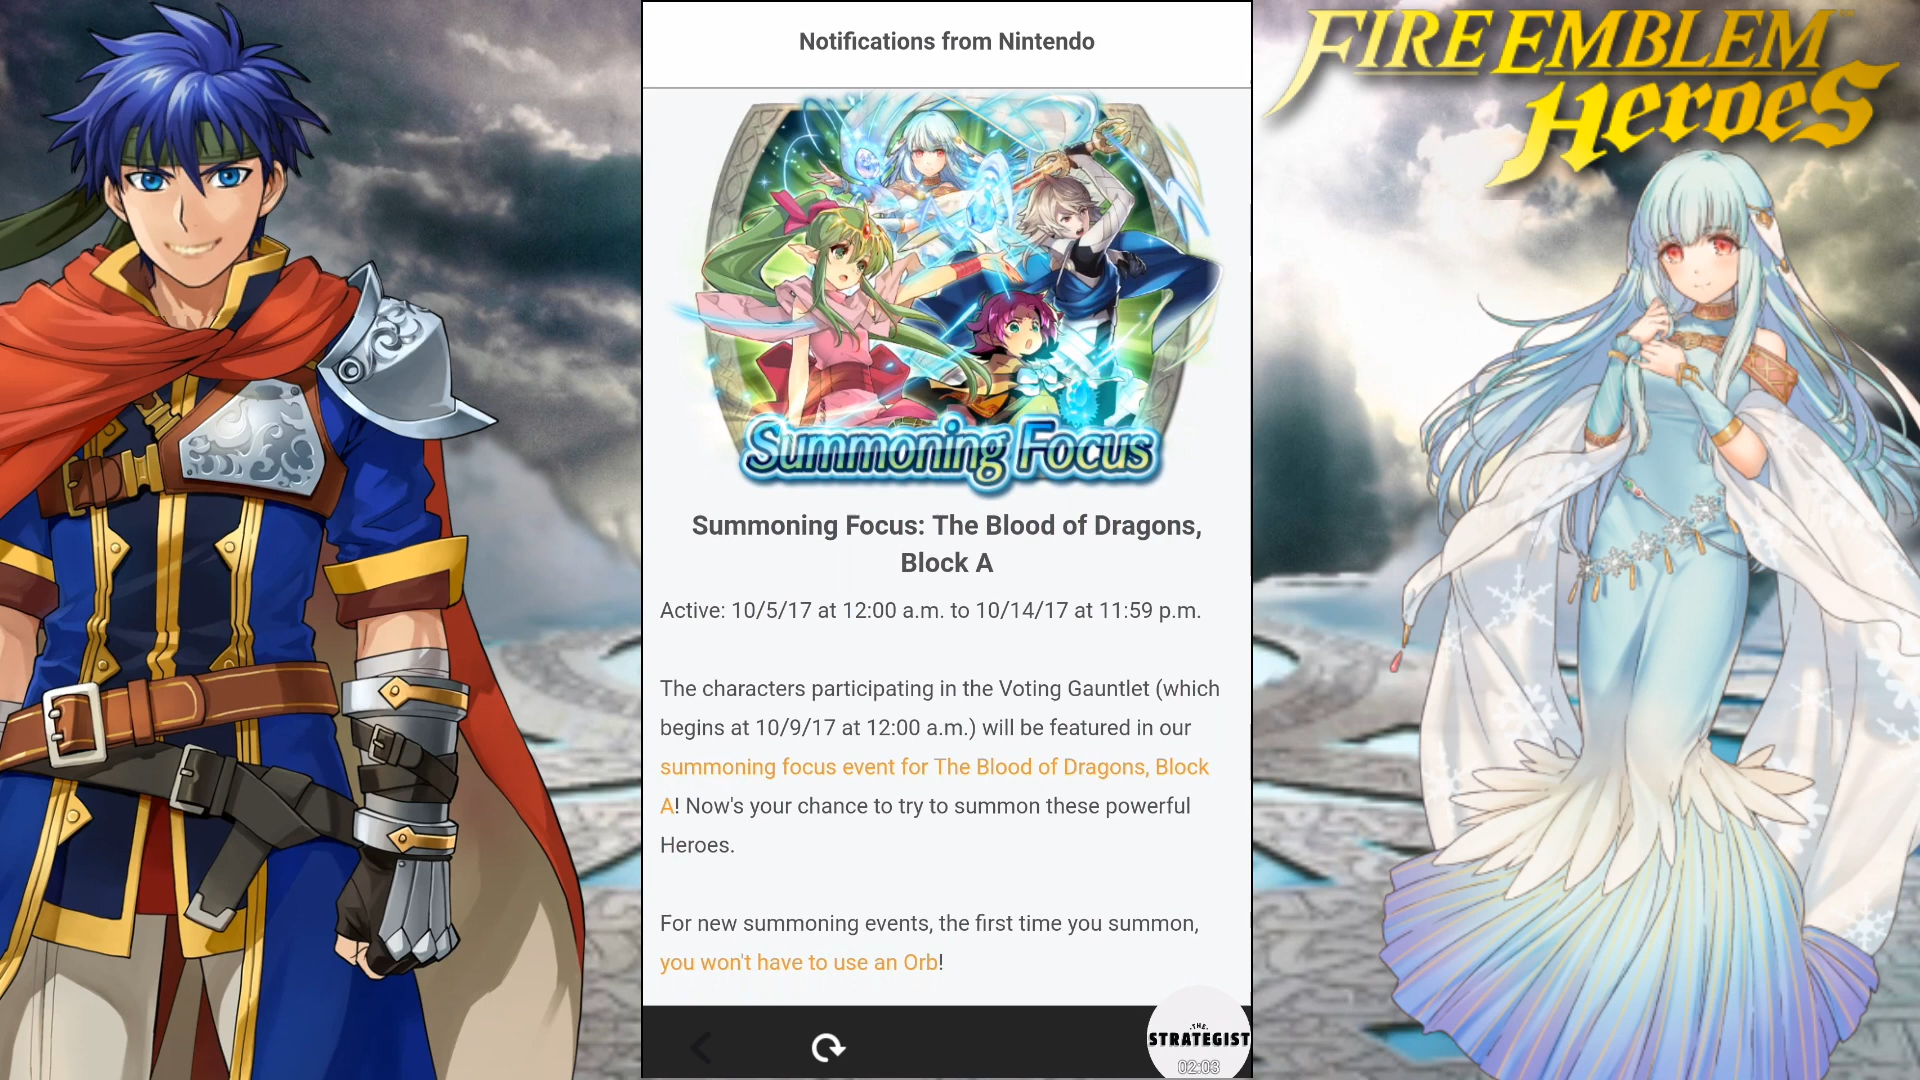 Notifications from Nintendo
FIRE EMBLEM
Heroes
Summoning Focus
Summoning Focus: The Blood of Dragons,
Block A
Active: 10/5/17 at 12:00 a.m. to 10/14/17 at 11:59 p.m.
The characters participating in the Voting Gauntlet (which
begins at 10/9/17 at 12:00 a.m.) will be featured in our
summoning focus event for The Blood of Dragons, Block
A! Now's your chance to try to summon these powerful
Heroes.
For new summoning events, the first time you summon,
you won't have to use an Orb!
.THE.
STRATEGIST
02:03